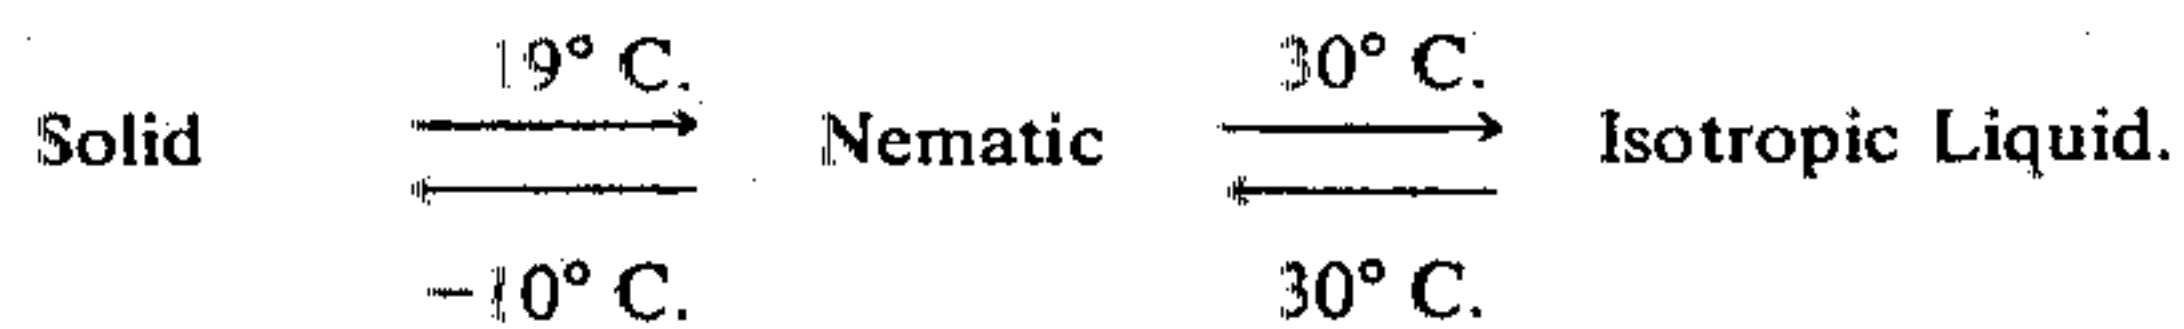 19° C. 30° C.
Solid Nematic Isotropic Liquid.
−10° C. 30° C.